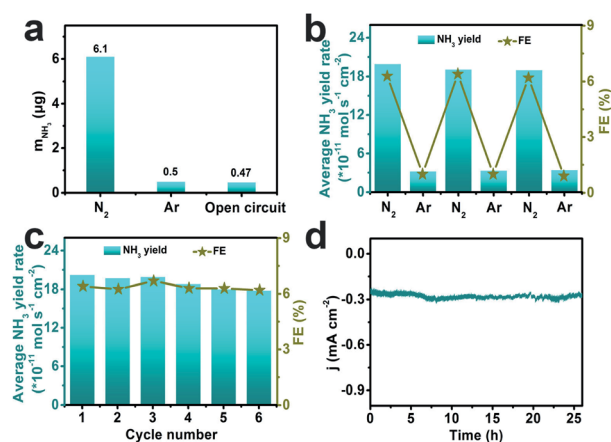 a
m_NH₃ (μg)
6
4
2
0
6.1
0.5
0.47
N₂ Ar Open circuit
b
NH₃ yield FE
Average NH₃ yield rate
(*10⁻¹¹ mol s⁻¹ cm⁻²)
24
18
12
6
0
FE (%)
9
6
3
0
N₂ Ar N₂ Ar N₂ Ar
c
NH₃ yield FE
Average NH₃ yield rate
(*10⁻¹¹ mol s⁻¹ cm⁻²)
24
18
12
6
0
FE (%)
9
6
3
0
1 2 3 4 5 6
Cycle number
d
j (mA cm⁻²)
0.0
-0.3
-0.6
-0.9
0 5 10 15 20 25
Time (h)